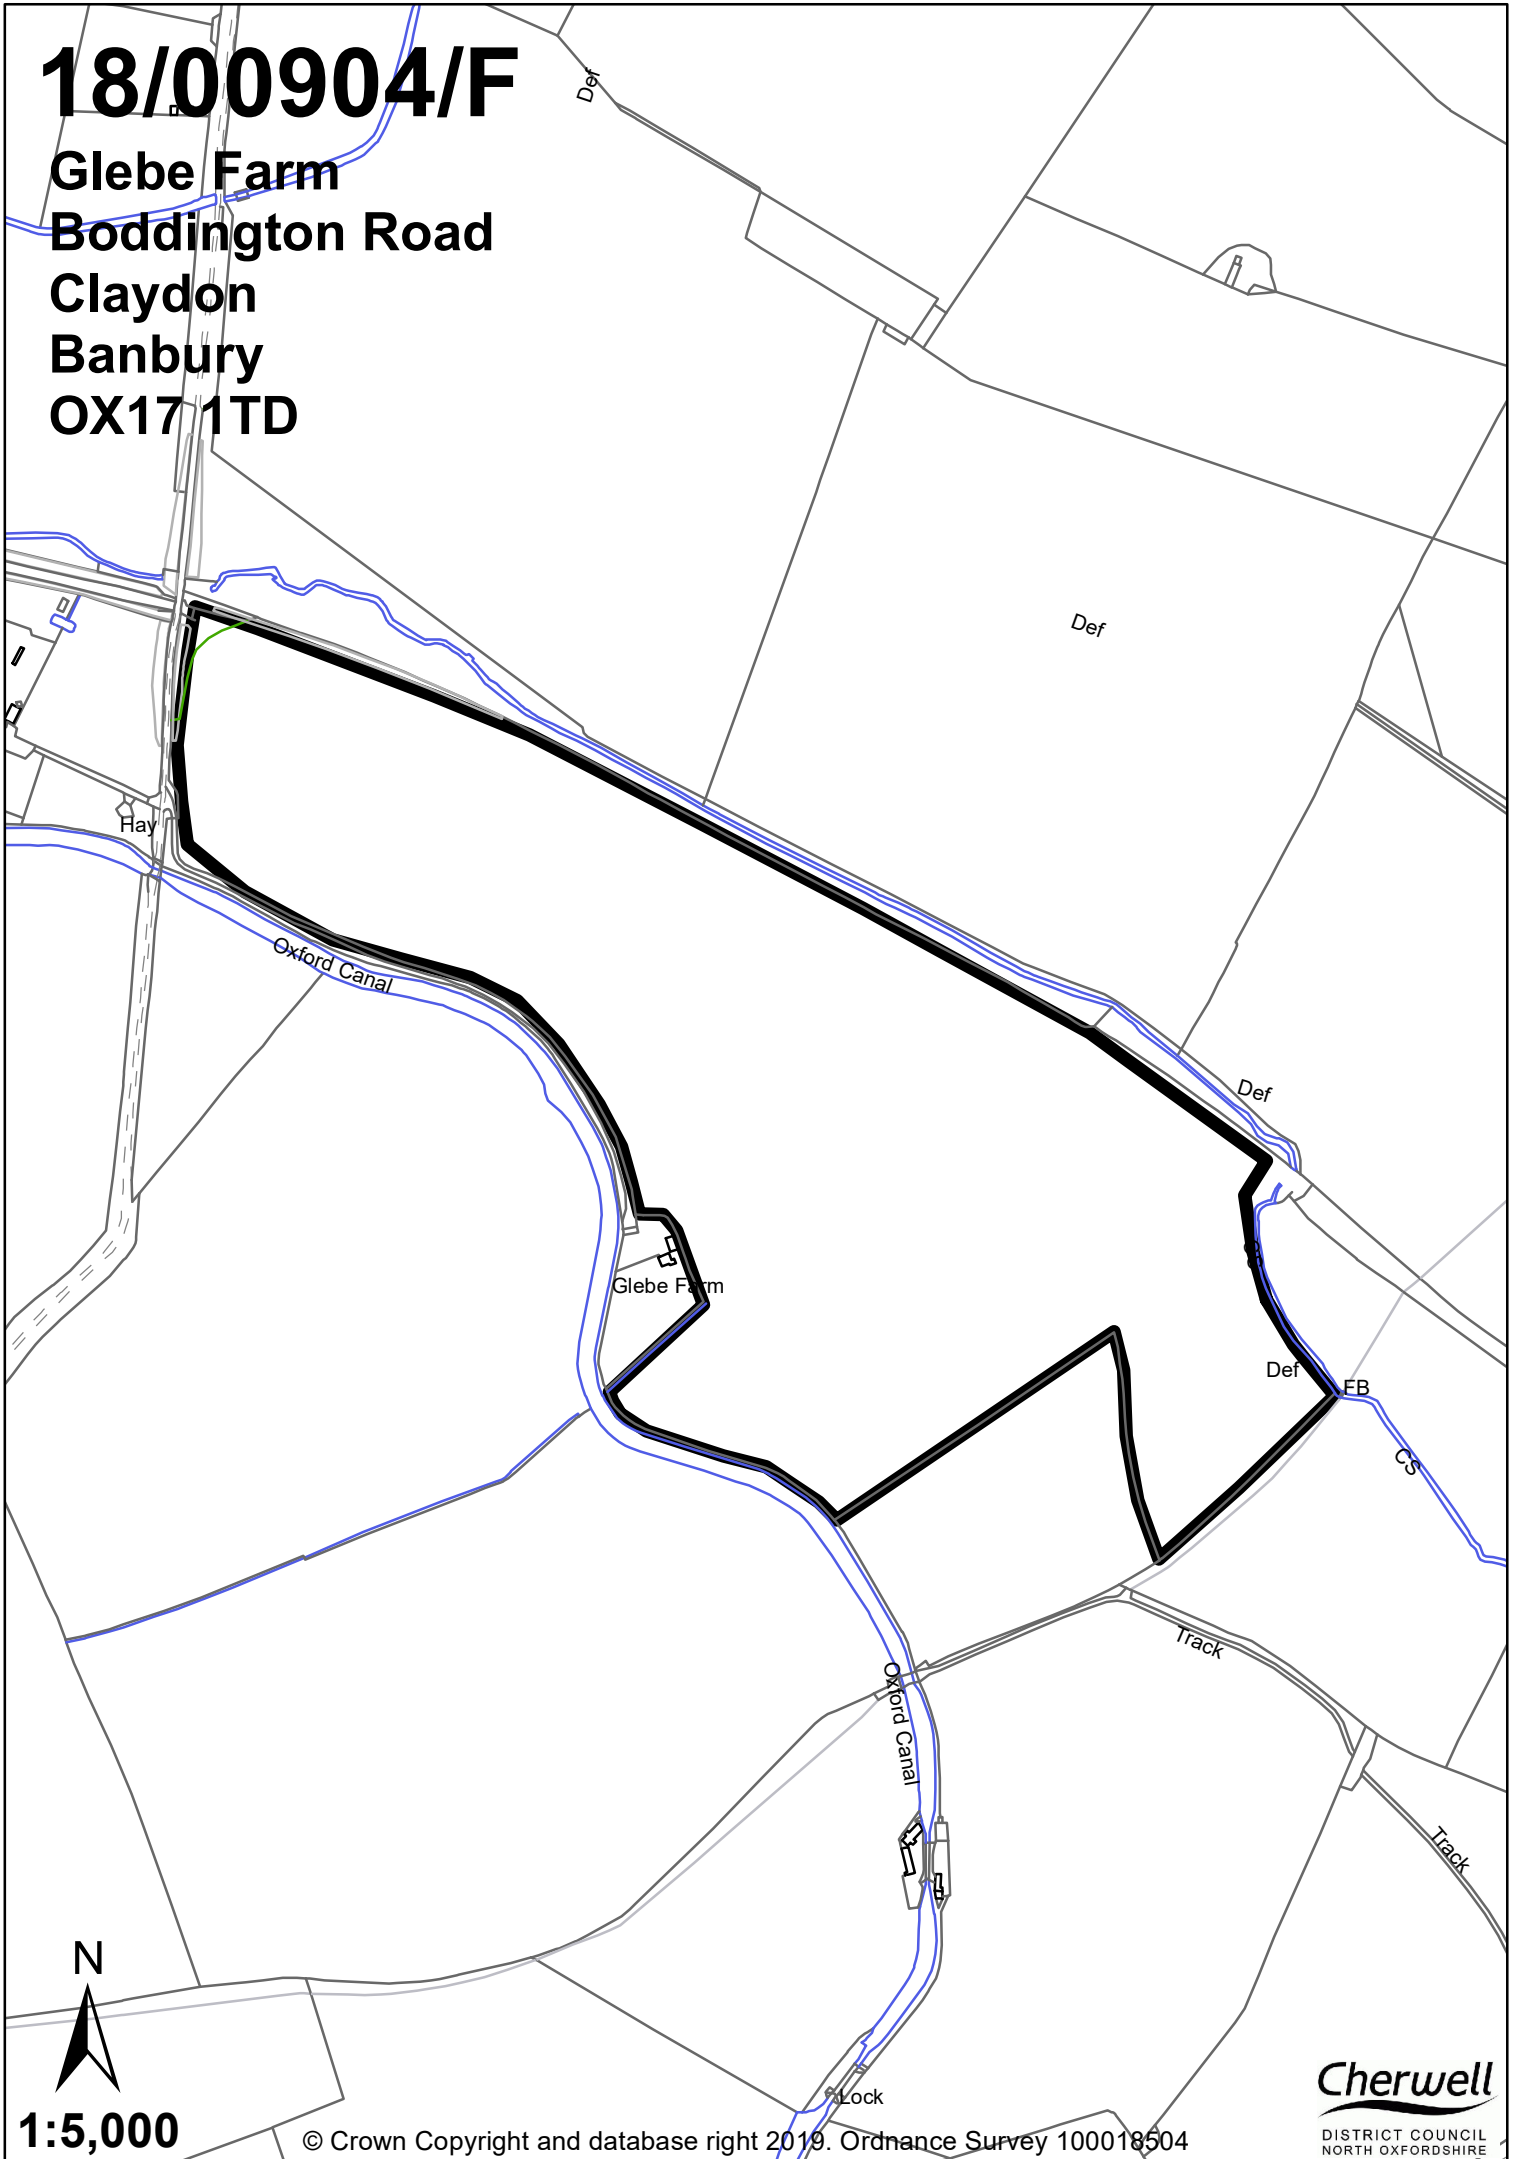 18/00904/F
Glebe Farm
Boddington Road
Claydon
Banbury
OX17 1TD
Def
Def
Hay
Oxford Canal
Def
CS
Glebe Farm
Def
FB
CS
Track
Oxford Canal
Track
N
Lock
1:5,000
© Crown Copyright and database right 2019. Ordnance Survey 100018504
Cherwell
DISTRICT COUNCIL
NORTH OXFORDSHIRE